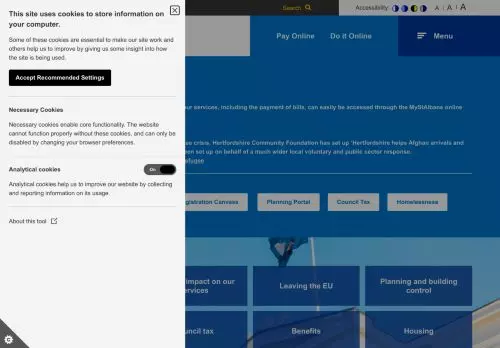 This site uses cookies to store information on
your computer.
Some of these cookies are essential to make our site work and
others help us to improve by giving us some insight into how
the site is being used.
Accept Recommended Settings
Necessary Cookies
Necessary cookies enable core functionality. The website
cannot function properly without these cookies, and can only be
disabled by changing your browser preferences.
Analytical cookies
On
Analytical cookies help us to improve our website by collecting
and reporting information on its usage.
About this tool
Search
Accessibility:
A A A
Pay Online Do it Online Menu
our services, including the payment of bills, can easily be accessed through the MyStAlbans online
crisis. Hertfordshire Community Foundation has set up 'Hertfordshire helps Afghan arrivals and
been set up on behalf of a much wider local voluntary and public sector response.
refugee
Registration Canvass Planning Portal Council Tax Homelessness
Impact on our
services
Leaving the EU
Planning and building
control
Council tax
Benefits
Housing